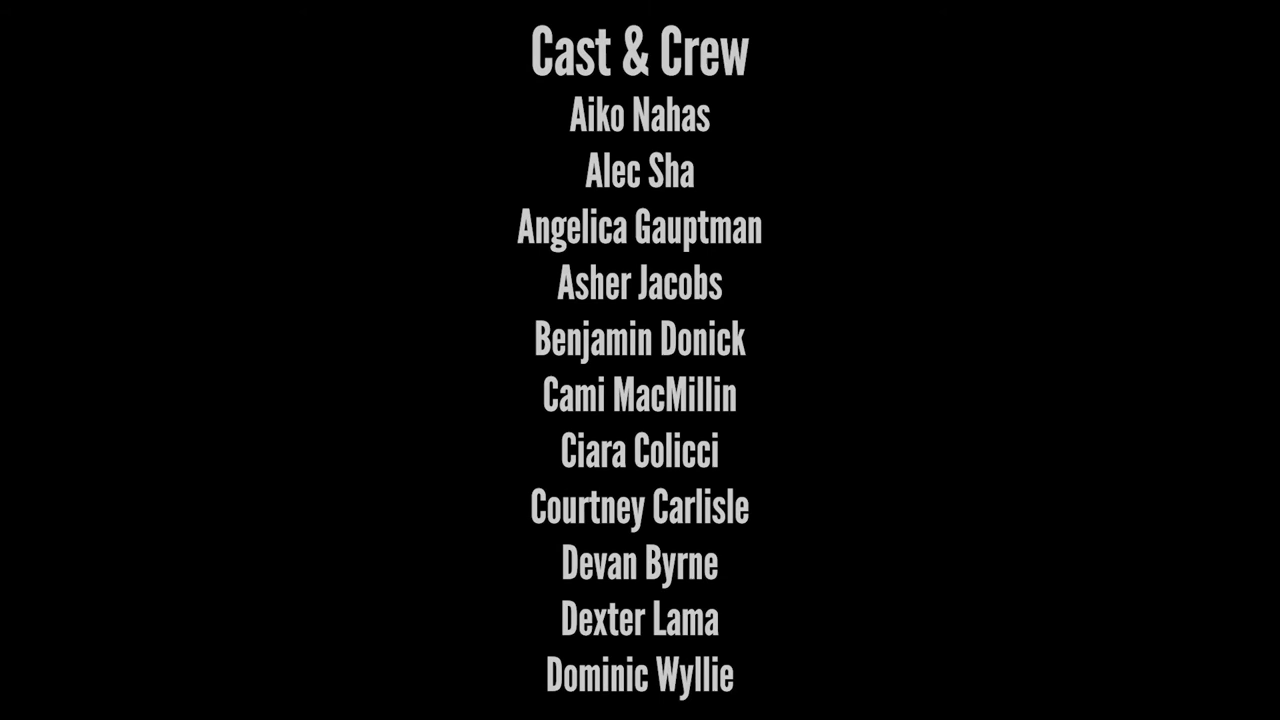 Cast & Crew
Aiko Nahas
Alec Sha
Angelica Gauptman
Asher Jacobs
Benjamin Donick
Cami MacMillin
Ciara Colicci
Courtney Carlisle
Devan Byrne
Dexter Lama
Dominic Wyllie